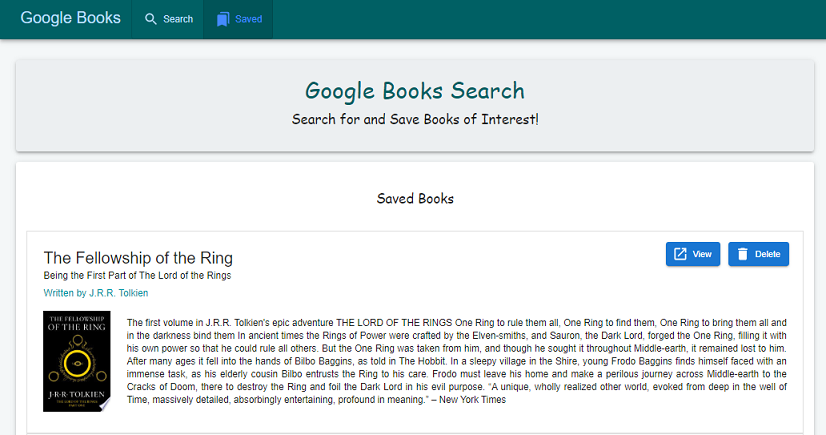 Google Books
Search
Saved
Google Books Search
Search for and Save Books of Interest!
Saved Books
The Fellowship of the Ring
View
Delete
Being the First Part of The Lord of the Rings
Written by J.R.R. Tolkien
THE FELLOWSHIP
OF THE RING
J·R·R·TOLKIEN
The first volume in J.R.R. Tolkien's epic adventure THE LORD OF THE RINGS One Ring to rule them all, One Ring to find them, One Ring to bring them all and
in the darkness bind them In ancient times the Rings of Power were crafted by the Elven-smiths, and Sauron, the Dark Lord, forged the One Ring, filling it with
his own power so that he could rule all others. But the One Ring was taken from him, and though he sought it throughout Middle-earth, it remained lost to him.
After many ages it fell into the hands of Bilbo Baggins, as told in The Hobbit. In a sleepy village in the Shire, young Frodo Baggins finds himself faced with an
immense task, as his elderly cousin Bilbo entrusts the Ring to his care. Frodo must leave his home and make a perilous journey across Middle-earth to the
Cracks of Doom, there to destroy the Ring and foil the Dark Lord in his evil purpose. “A unique, wholly realized other world, evoked from deep in the well of
Time, massively detailed, absorbingly entertaining, profound in meaning.” – New York Times